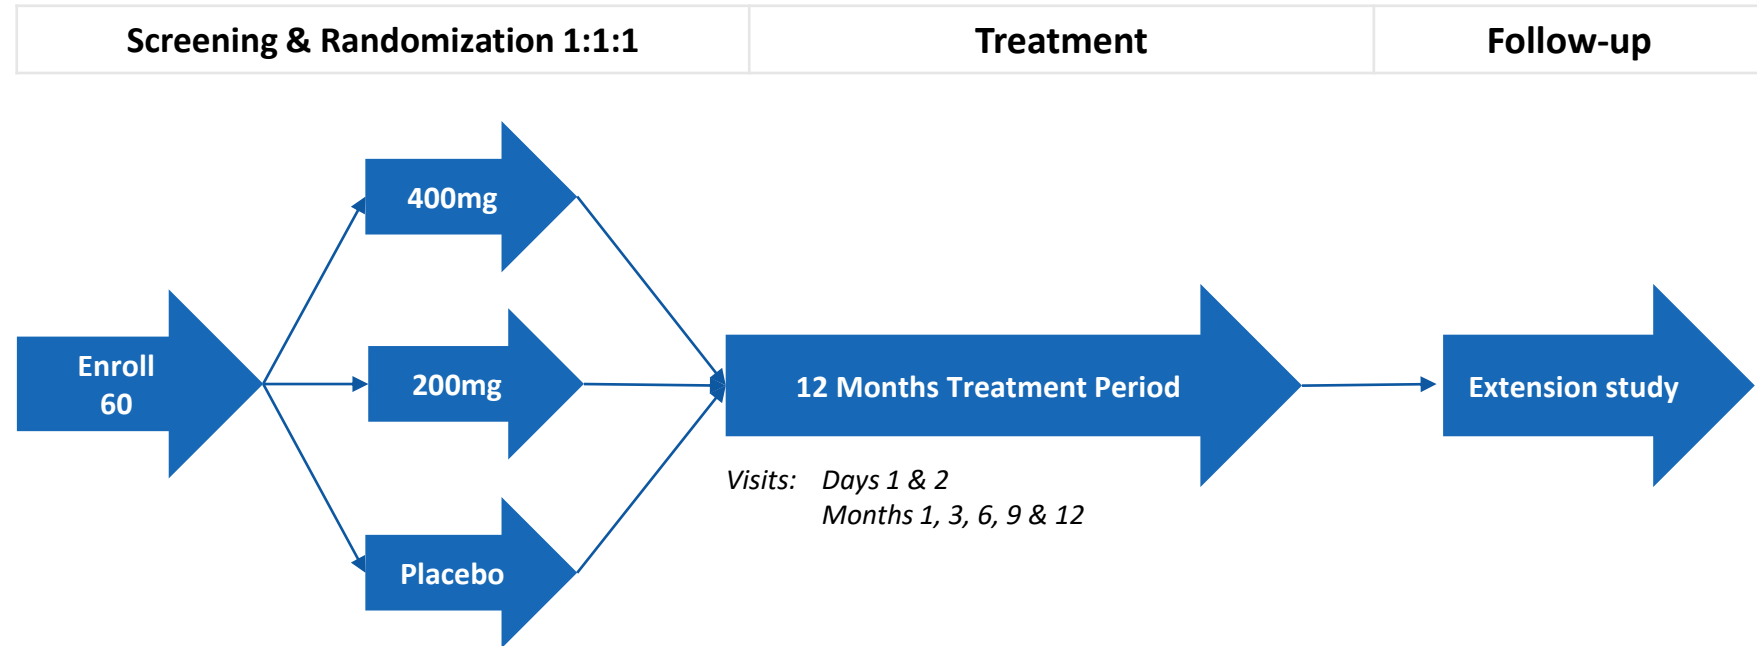 Screening & Randomization 1:1:1
Treatment
Follow-up
400mg
Enroll
60
200mg
12 Months Treatment Period
Extension study
Visits: Days 1 & 2
Months 1, 3, 6, 9 & 12
Placebo